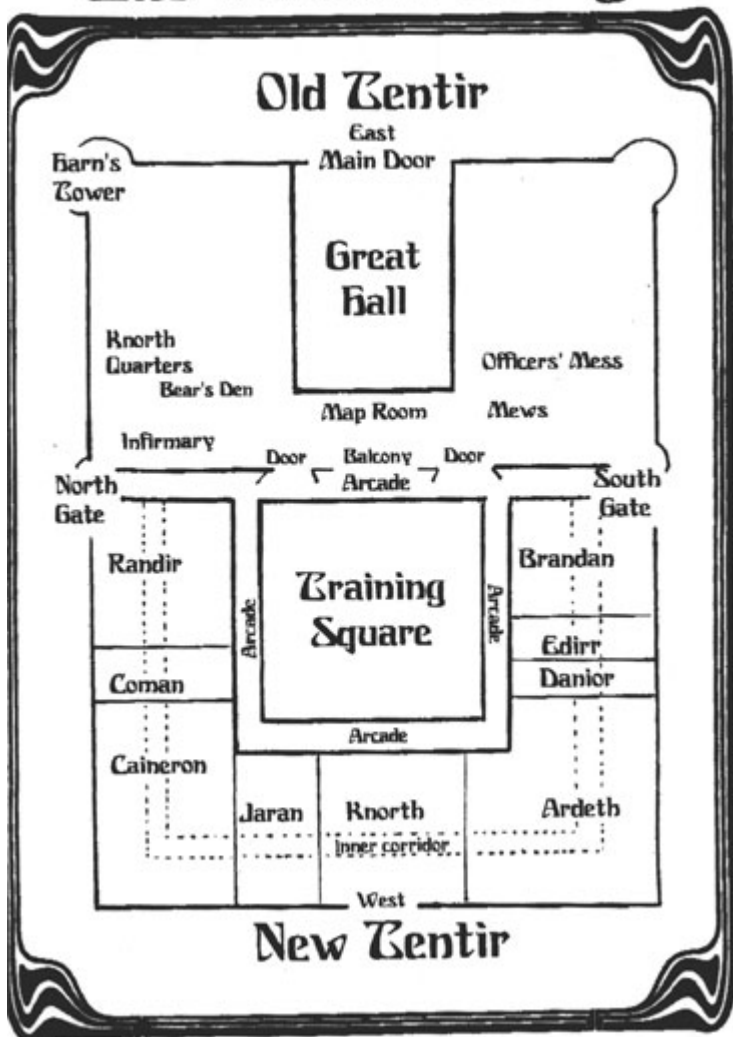 Old Tentir
East
Main Door
Harn's
Tower
Great
Hall
Knorth
Quarters
Bear's Den
Officers' Mess
Map Room
Mews
Infirmary
Door
Balcony
Door
Arcade
North
Gate
South
Gate
Randir
Brandan
Training
Square
Arcade
Arcade
Edirr
Coman
Danior
Arcade
Caineron
Jaran
Knorth
Ardeth
Inner corridor
West
New Tentir